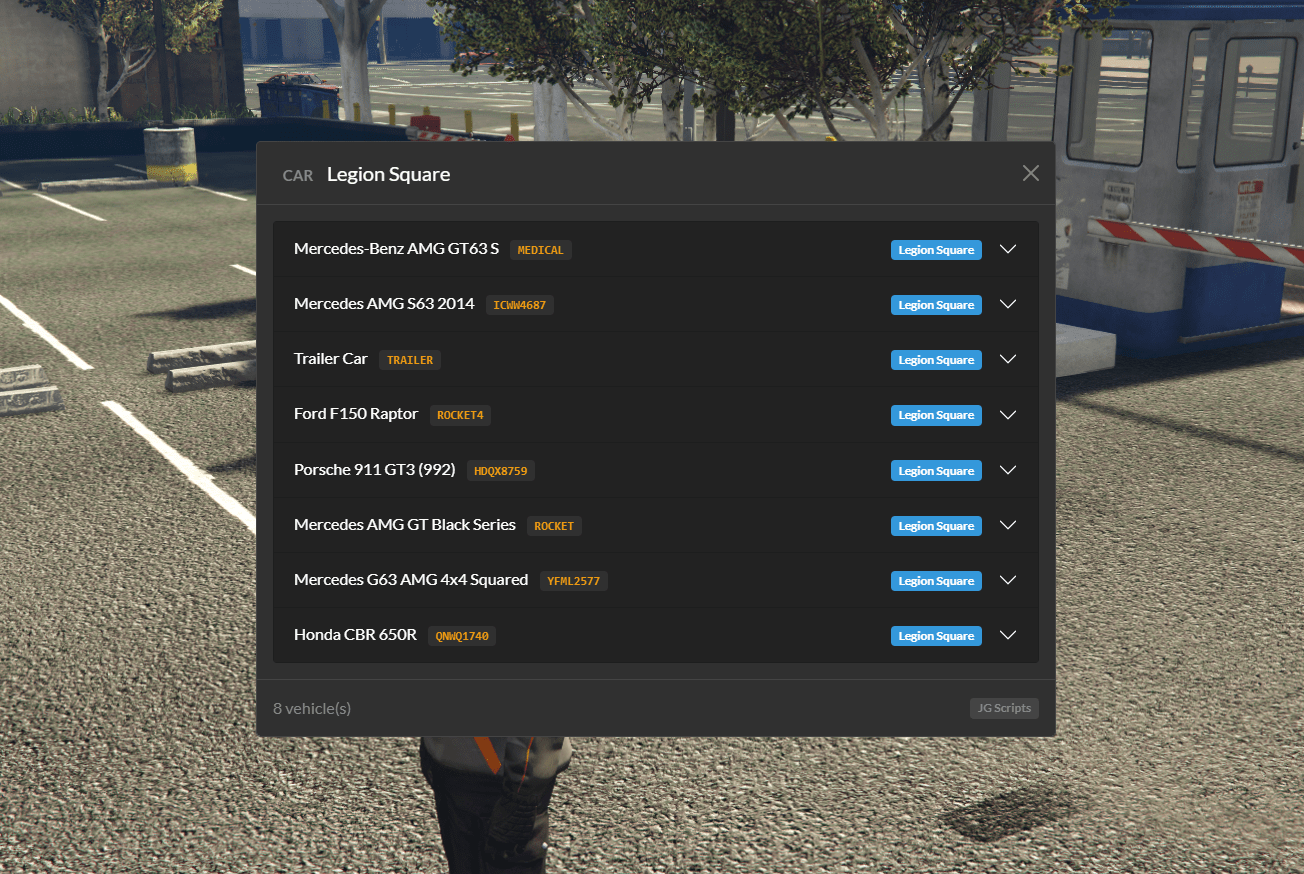 CAR Legion Square
Mercedes-Benz AMG GT63 S MEDICAL Legion Square
Mercedes AMG S63 2014 ICWW4687 Legion Square
Trailer Car TRAILER Legion Square
Ford F150 Raptor ROCKET4 Legion Square
Porsche 911 GT3 (992) HDQX8759 Legion Square
Mercedes AMG GT Black Series ROCKET Legion Square
Mercedes G63 AMG 4x4 Squared YFML2577 Legion Square
Honda CBR 650R QNWQ1740 Legion Square
8 vehicle(s) JG Scripts